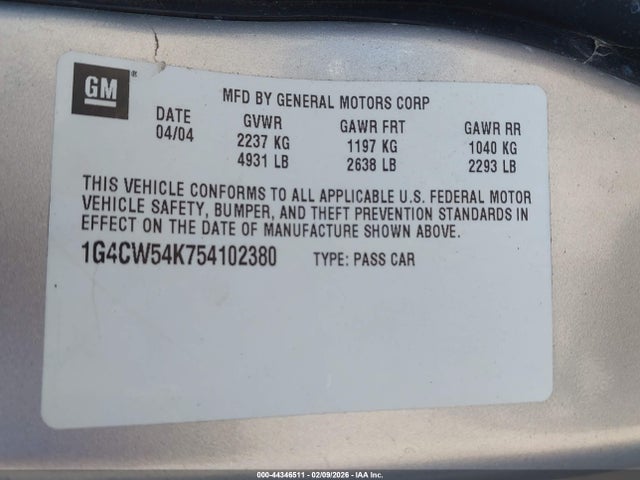 GM
MFD BY GENERAL MOTORS CORP
DATE GVWR GAWR FRT GAWR RR
04/04 2237 KG 1197 KG 1040 KG
4931 LB 2638 LB 2293 LB
THIS VEHICLE CONFORMS TO ALL APPLICABLE U.S. FEDERAL MOTOR
VEHICLE SAFETY, BUMPER, AND THEFT PREVENTION STANDARDS IN
EFFECT ON THE DATE OF MANUFACTURE SHOWN ABOVE.
1G4CW54K754102380 TYPE: PASS CAR
000-44346511 - 02/09/2026 - IAA Inc.